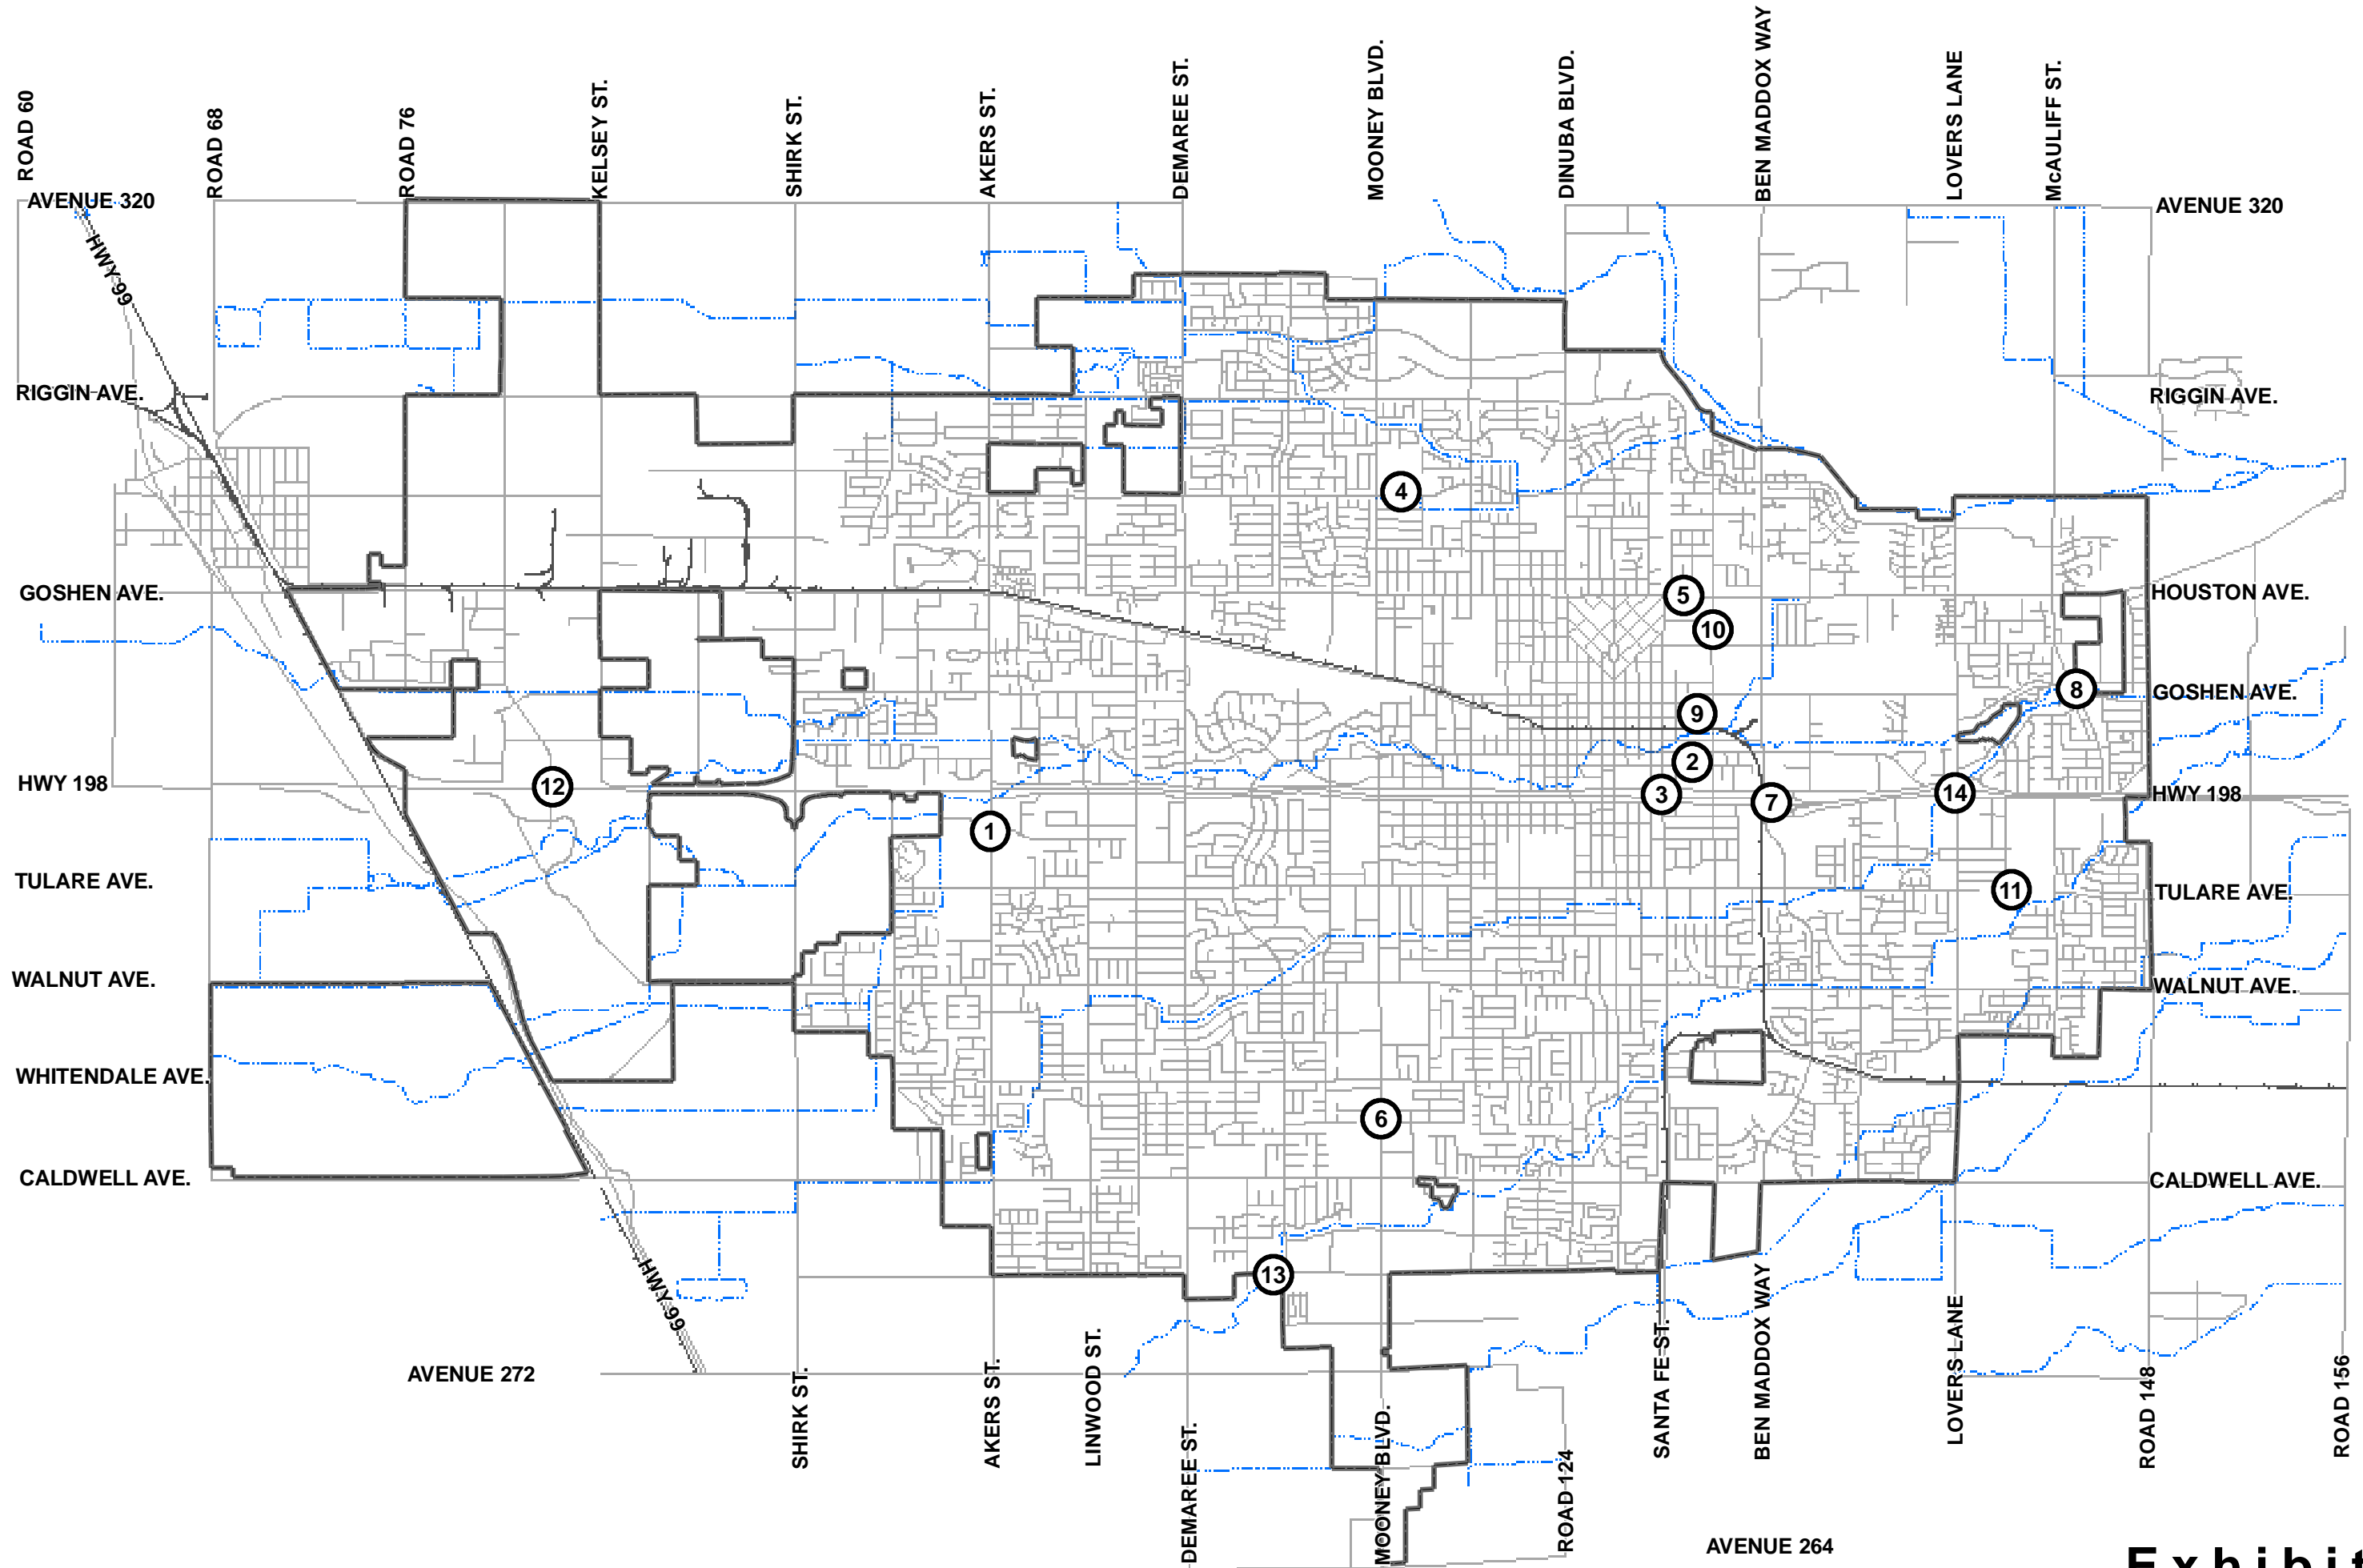 ROAD 60
ROAD 68
ROAD 76
KELSEY ST.
SHIRK ST.
AKERS ST.
DEMAREE ST.
MOONEY BLVD.
DINUBA BLVD.
BEN MADDOX WAY
LOVERS LANE
McAULIFF ST.
AVENUE 320
AVENUE 320
HWY 99
RIGGIN AVE.
RIGGIN AVE.
4
GOSHEN AVE.
5
HOUSTON AVE.
10
8
GOSHEN AVE.
9
2
HWY 198
12
3
7
14
HWY 198
1
TULARE AVE.
11
TULARE AVE.
WALNUT AVE.
WALNUT AVE.
WHITENDALE AVE.
6
CALDWELL AVE.
CALDWELL AVE.
13
HWY 99
AVENUE 272
SHIRK ST.
AKERS ST.
LINWOOD ST.
DEMAREE ST.
MOONEY BLVD.
ROAD 124
SANTA FE ST.
BEN MADDOX WAY
LOVERS LANE
ROAD 148
ROAD 156
AVENUE 264
Exhibit